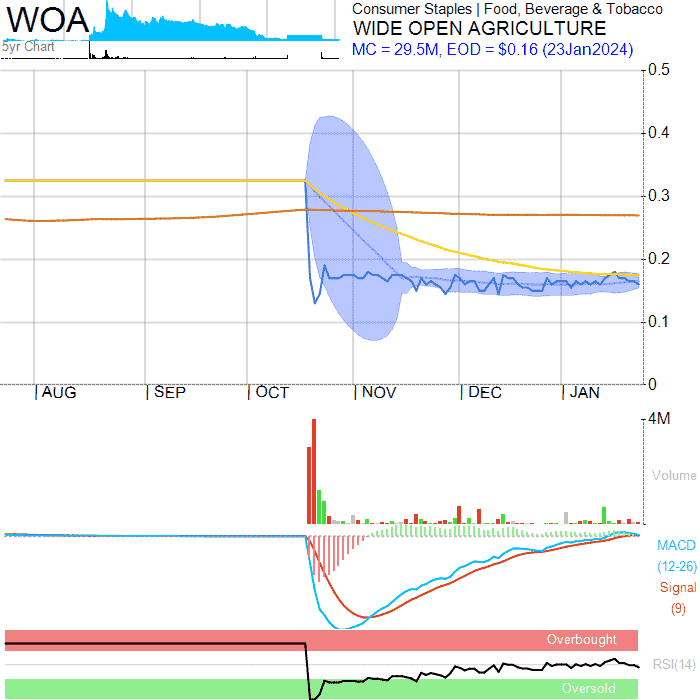 WOA
5yr Chart
Consumer Staples | Food, Beverage & Tobacco
WIDE OPEN AGRICULTURE
MC = 29.5M, EOD = $0.16 (23Jan2024)
0.5
0.4
0.3
0.2
0.1
0
AUG SEP OCT NOV DEC JAN
4M
Volume
MACD
(12-26)
Signal
(9)
Overbought
RSI(14)
Oversold